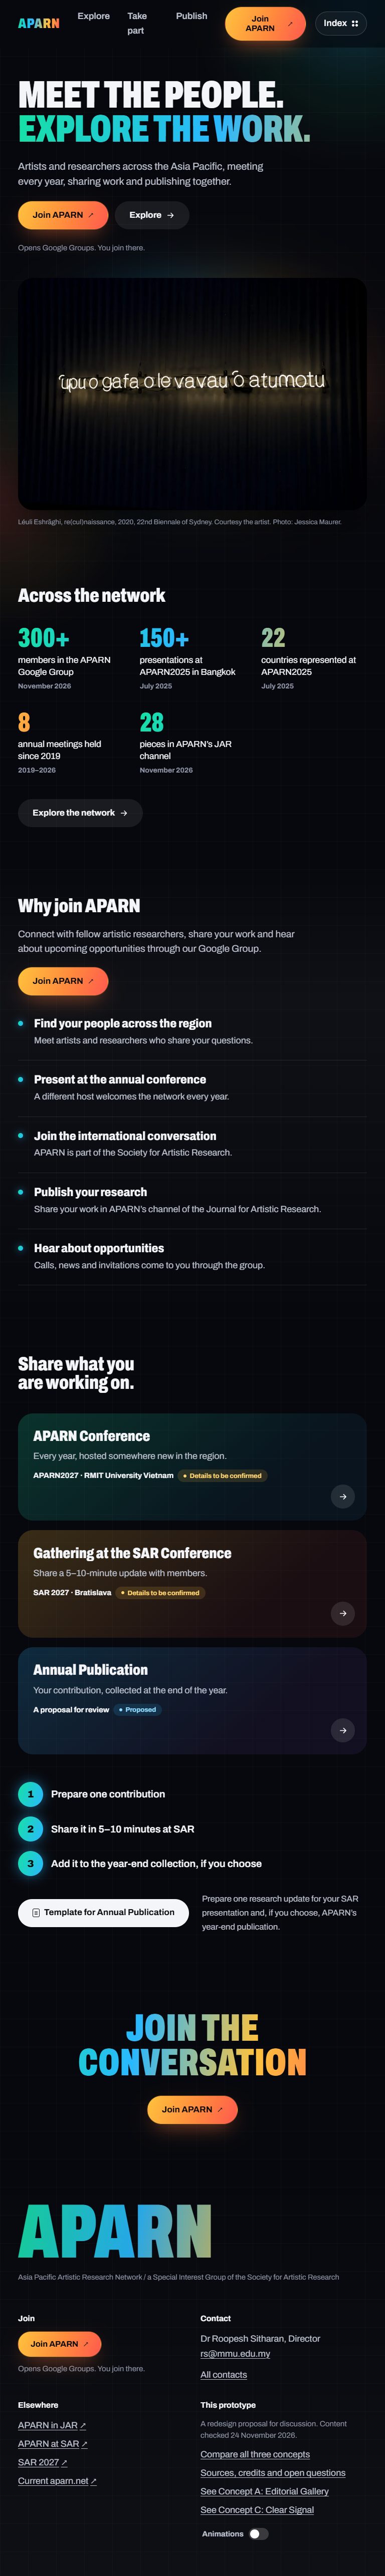 APARN
Explore
Take part
Publish
Join APARN ↗
Index
MEET THE PEOPLE.
EXPLORE THE WORK.
Artists and researchers across the Asia Pacific, meeting
every year, sharing work and publishing together.
Join APARN ↗
Explore →
Opens Google Groups. You join there.
Léuli Eshrāghi, re(cul)naissance, 2020, 22nd Biennale of Sydney. Courtesy the artist. Photo: Jessica Maurer.
Across the network
300+
members in the APARN
Google Group
November 2026
150+
presentations at
APARN2025 in Bangkok
July 2025
22
countries represented at
APARN2025
July 2025
8
annual meetings held
since 2019
2019–2026
28
pieces in APARN's JAR
channel
November 2026
Explore the network →
Why join APARN
Connect with fellow artistic researchers, share your work and hear
about upcoming opportunities through our Google Group.
Join APARN ↗
Find your people across the region
Meet artists and researchers who share your questions.
Present at the annual conference
A different host welcomes the network every year.
Join the international conversation
APARN is part of the Society for Artistic Research.
Publish your research
Share your work in APARN's channel of the Journal for Artistic Research.
Hear about opportunities
Calls, news and invitations come to you through the group.
Share what you
are working on.
APARN Conference
Every year, hosted somewhere new in the region.
APARN2027 · RMIT University Vietnam
Details to be confirmed
→
Gathering at the SAR Conference
Share a 5–10-minute update with members.
SAR 2027 · Bratislava
Details to be confirmed
→
Annual Publication
Your contribution, collected at the end of the year.
A proposal for review
Proposed
→
1 Prepare one contribution
2 Share it in 5–10 minutes at SAR
3 Add it to the year-end collection, if you choose
Template for Annual Publication
Prepare one research update for your SAR
presentation and, if you choose, APARN's
year-end publication.
JOIN THE
CONVERSATION
Join APARN ↗
APARN
Asia Pacific Artistic Research Network / a Special Interest Group of the Society for Artistic Research
Join
Join APARN ↗
Opens Google Groups. You join there.
Contact
Dr Roopesh Sitharan, Director
rs@mmu.edu.my
All contacts
Elsewhere
APARN in JAR ↗
APARN at SAR ↗
SAR 2027 ↗
Current aparn.net ↗
This prototype
A redesign proposal for discussion. Content
checked 24 November 2026.
Compare all three concepts
Sources, credits and open questions
See Concept A: Editorial Gallery
See Concept C: Clear Signal
Animations